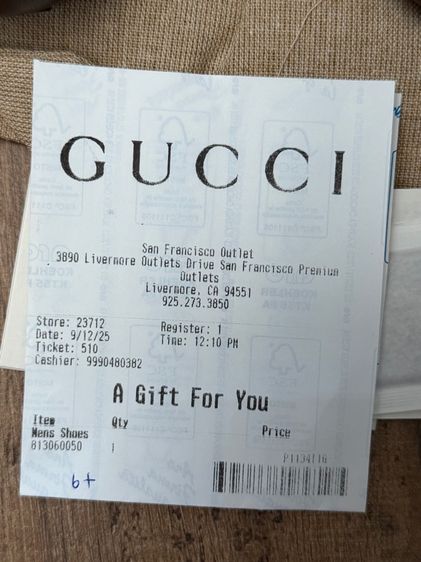 GUCCI
San Francisco Outlet
3890 Livermore Outlets Drive San Francisco Premium
Outlets
Livermore, CA 94551
925.273.3850
Store: 23712 Register: 1
Date: 9/12/25 Time: 12:10 PM
Ticket: 510
Cashier: 9990480382
A Gift For You
Item Qty Price
Mens Shoes
813060050 1
9+